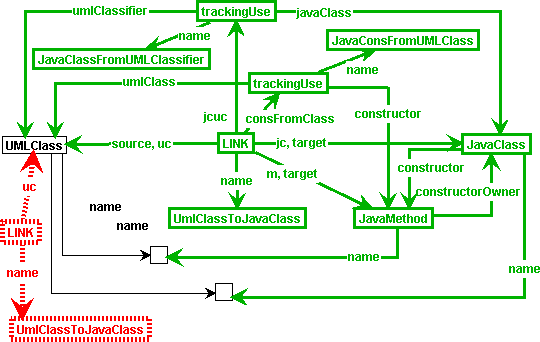 umlClassifier
trackingUse
javaClass
name
JavaClassFromUMLClassifier
JavaConsFromUMLClass
name
umlClass
trackingUse
jcuc
consFromClass
constructor
UMLClass
source, uc
LINK
jc, target
JavaClass
constructor
m, target
uc
name
constructorOwner
name
UmlClassToJavaClass
JavaMethod
name
LINK
name
name
name
UmlClassToJavaClass